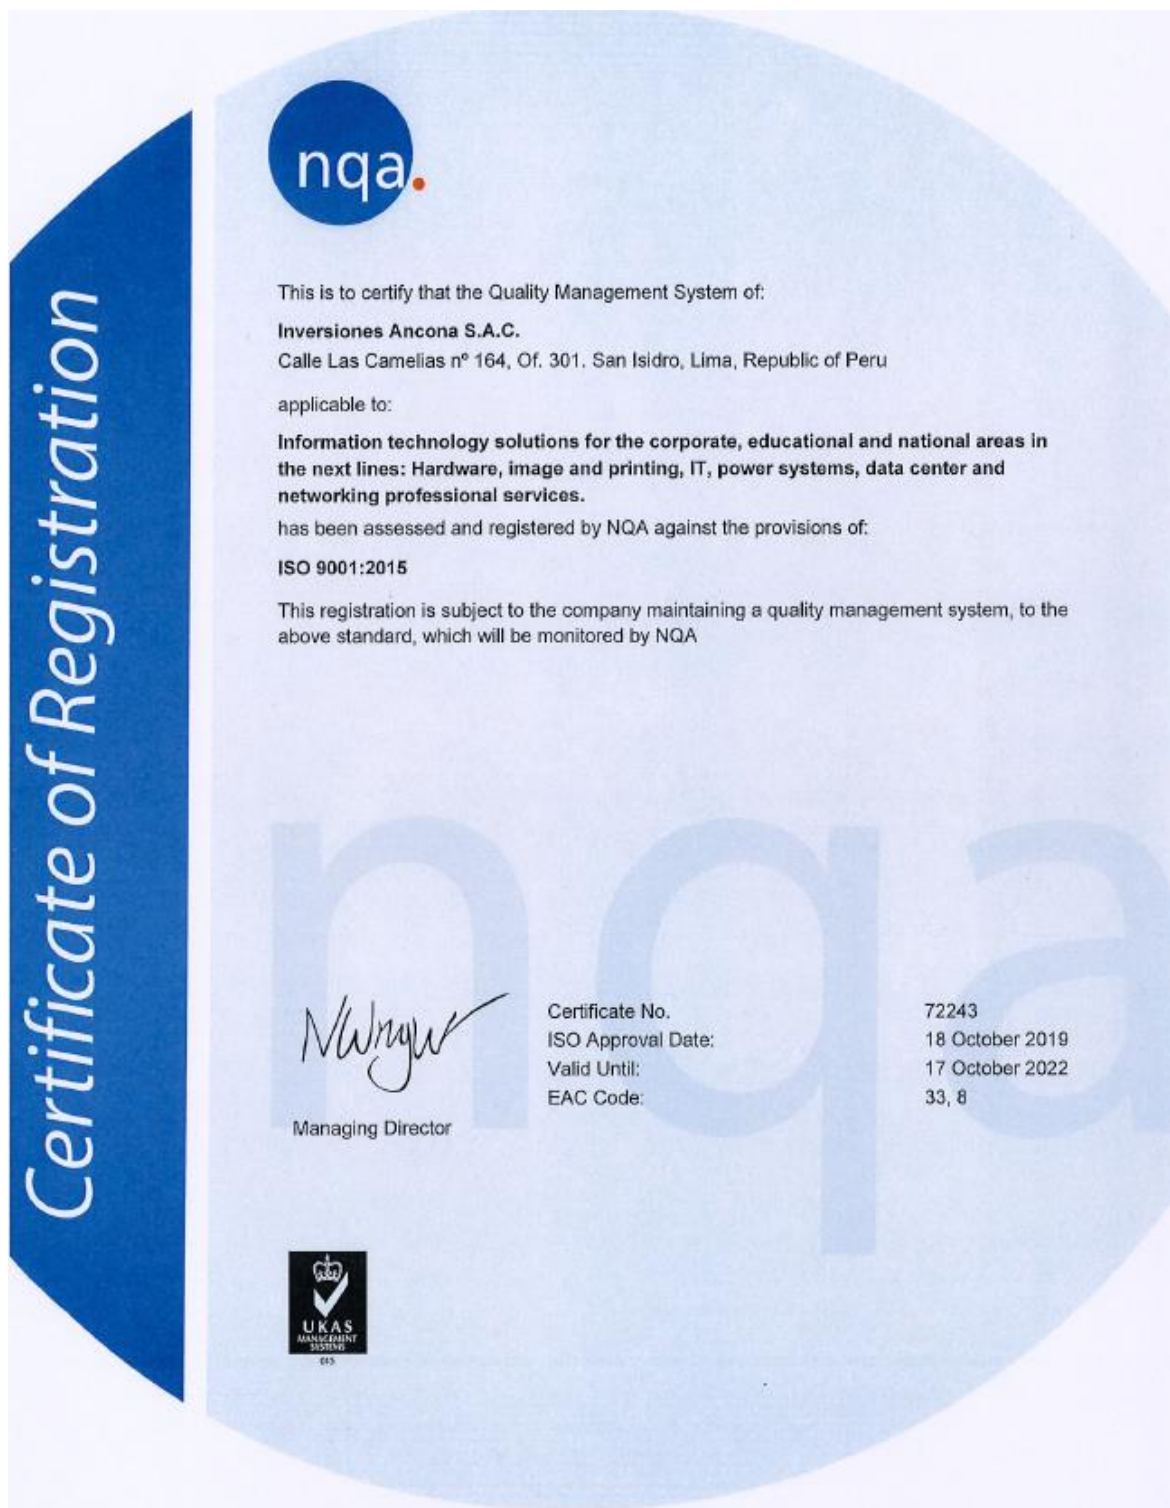 Certificate of Registration
nqa.
This is to certify that the Quality Management System of:
Inversiones Ancona S.A.C.
Calle Las Camelias nº 164, Of. 301. San Isidro, Lima, Republic of Peru
applicable to:
Information technology solutions for the corporate, educational and national areas in
the next lines: Hardware, image and printing, IT, power systems, data center and
networking professional services.
has been assessed and registered by NQA against the provisions of:
ISO 9001:2015
This registration is subject to the company maintaining a quality management system, to the
above standard, which will be monitored by NQA
nqa
Certificate No. 72243
ISO Approval Date: 18 October 2019
Valid Until: 17 October 2022
EAC Code: 33, 8
Managing Director
UKAS
MANAGEMENT
SYSTEMS
015